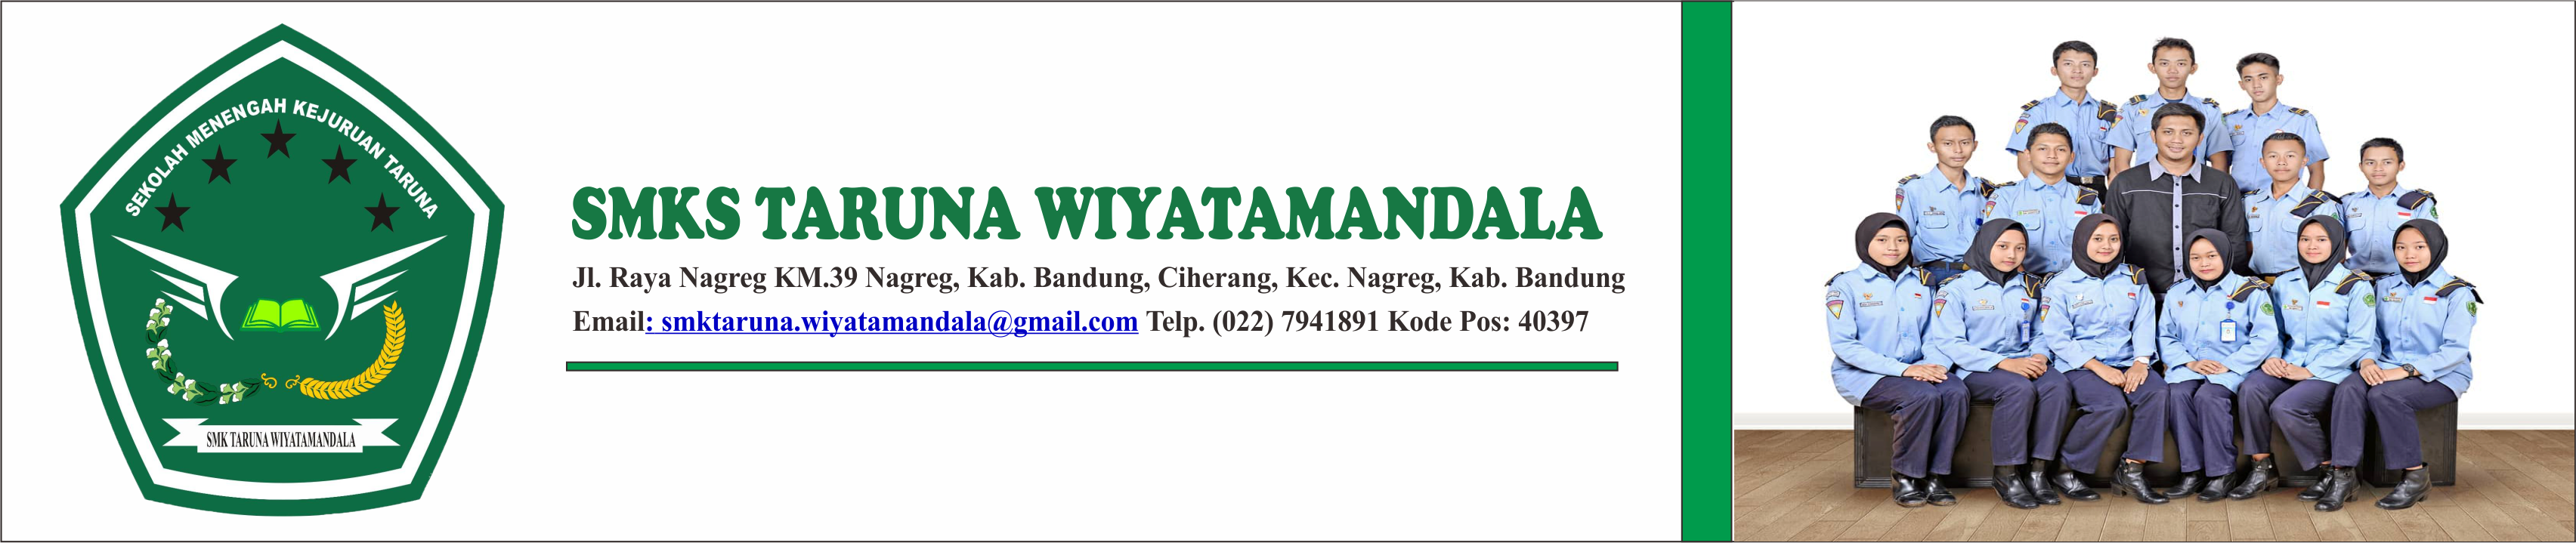 SEKOLAH MENENGAH KEJURUAN TARUNA
SMK TARUNA WIYATAMANDALA
SMKS TARUNA WIYATAMANDALA
Jl. Raya Nagreg KM.39 Nagreg, Kab. Bandung, Ciherang, Kec. Nagreg, Kab. Bandung
Email: smktaruna.wiyatamandala@gmail.com Telp. (022) 7941891 Kode Pos: 40397